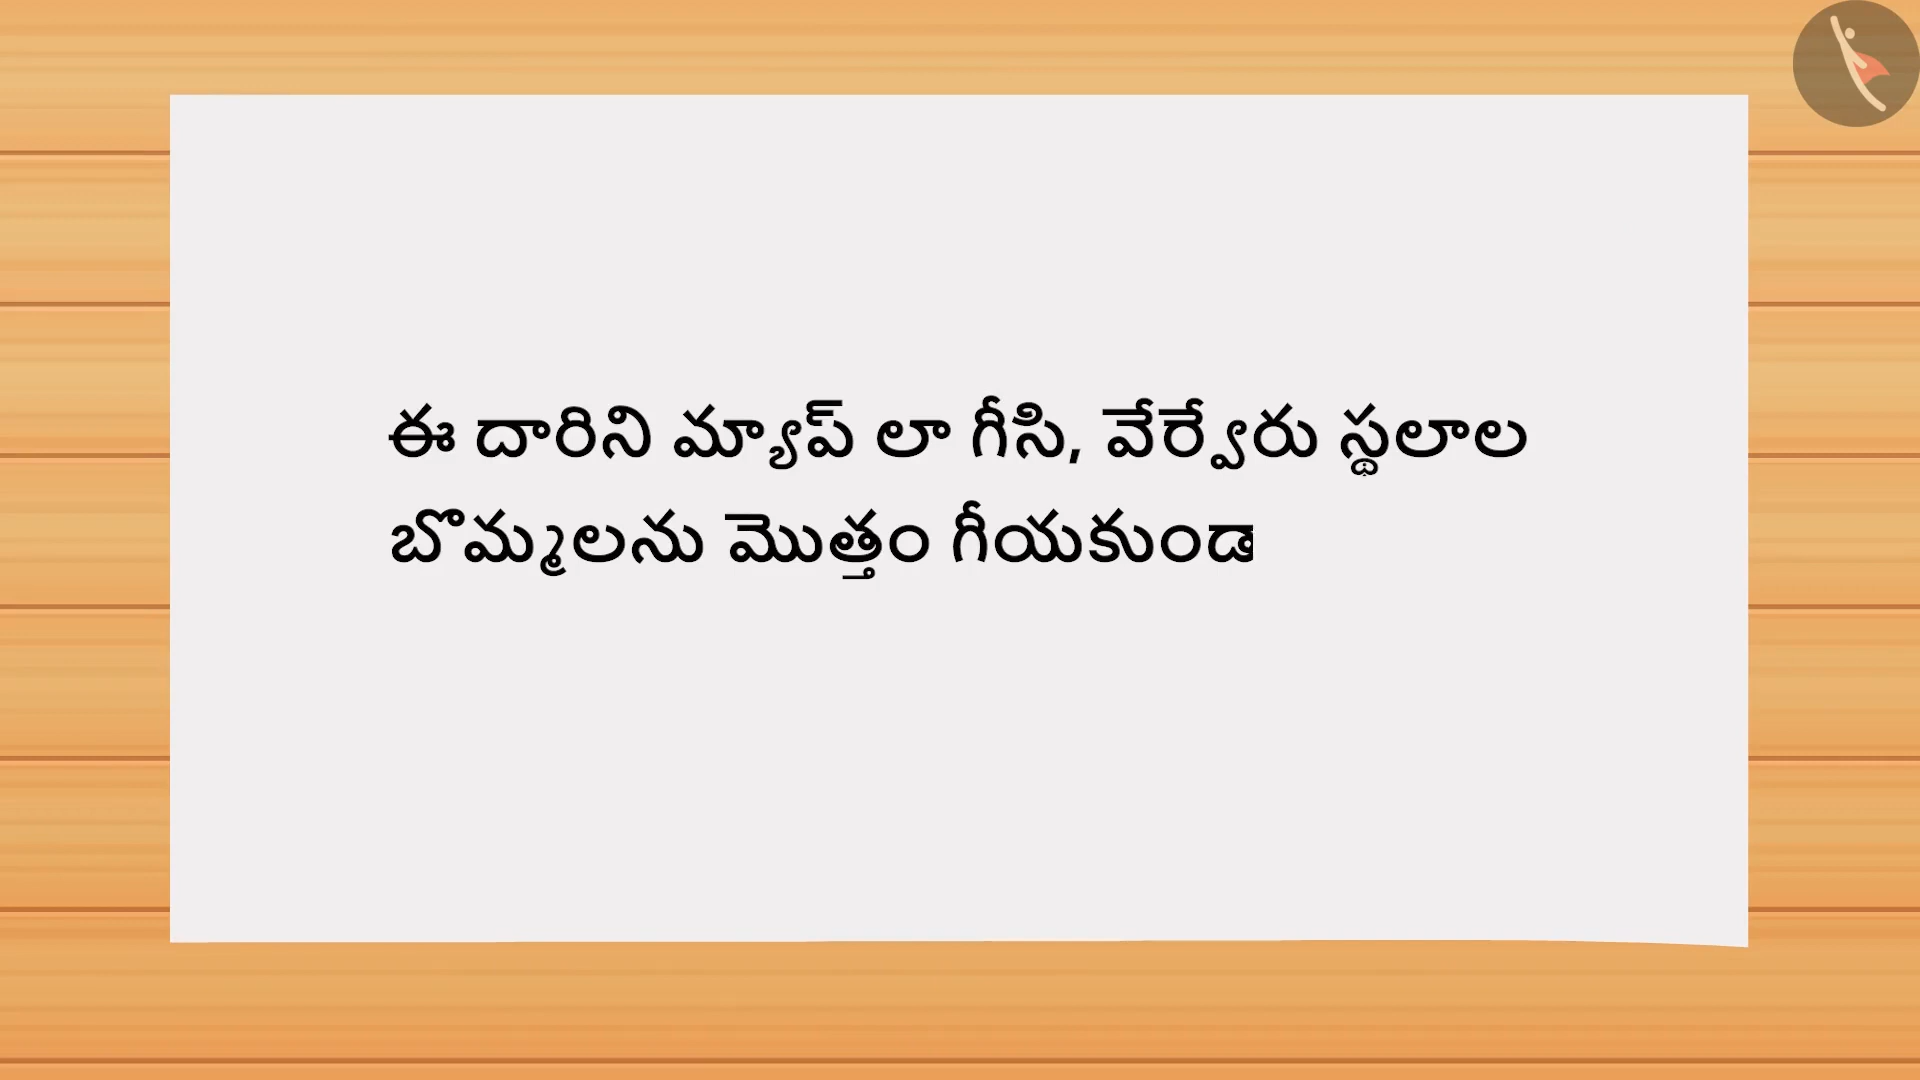 ఈ దారిని మ్యాప్ లా గీసి, వేర్వేరు స్థలాల
బొమ్మలను మొత్తం గీయకుండ